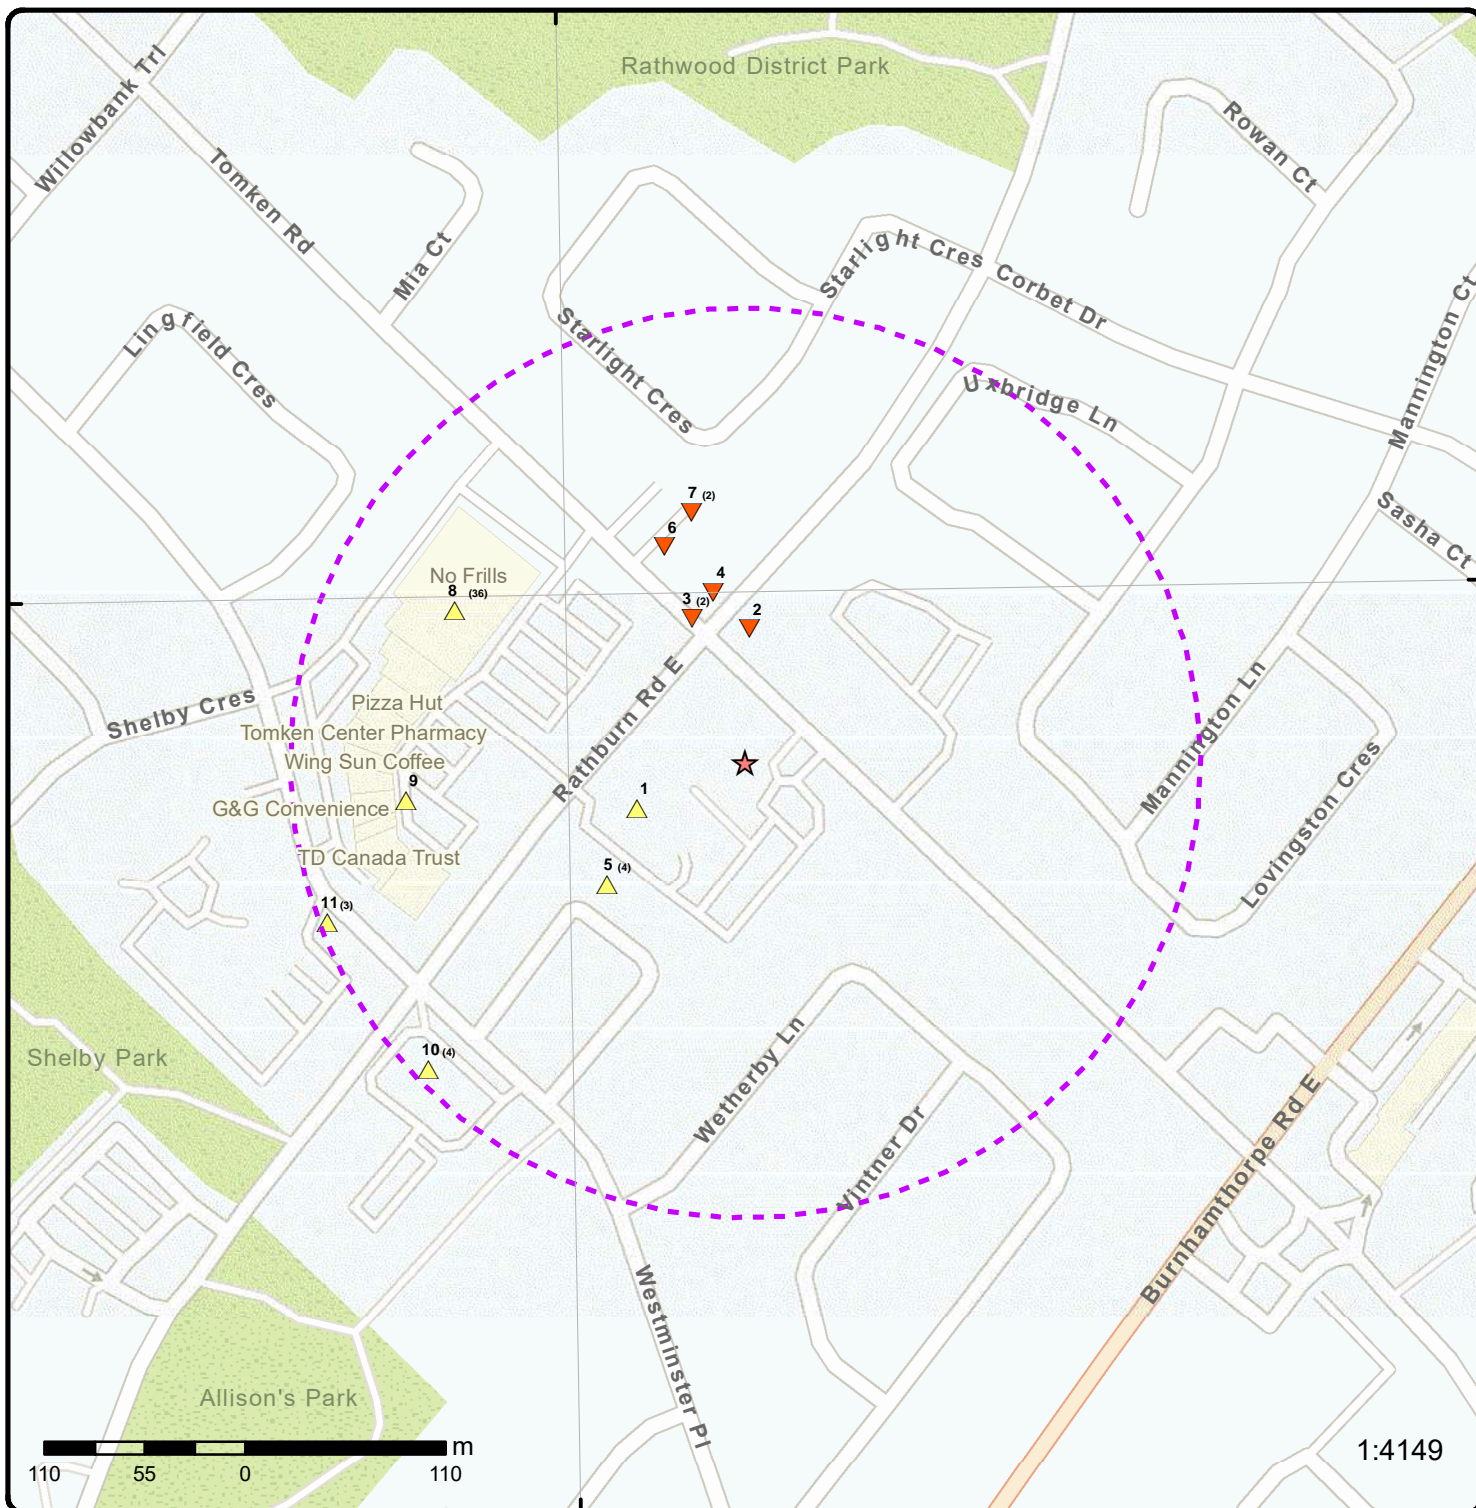 Rathwood District Park
Willowbank Trl
Tomken Rd
Mia Ct
Rowan Ct
Starlight Cres
Corbet Dr
Mannington Ct
Lingfield Cres
Starlight Cres
Uxbridge Ln
Sasha Ct
7 (2)
6
No Frills
8 (36)
4
3 (2)
2
Shelby Cres
Pizza Hut
Tomken Center Pharmacy
Wing Sun Coffee
9
G&G Convenience
Rathburn Rd E
1
Mannington Ln
Lovingston Cres
TD Canada Trust
5 (4)
11 (3)
Shelby Park
10 (4)
Wetherby Ln
Vintner Dr
Burnhamthorpe Rd E
Westminster Pl
Allison's Park
m
110 55 0 110
1:4149